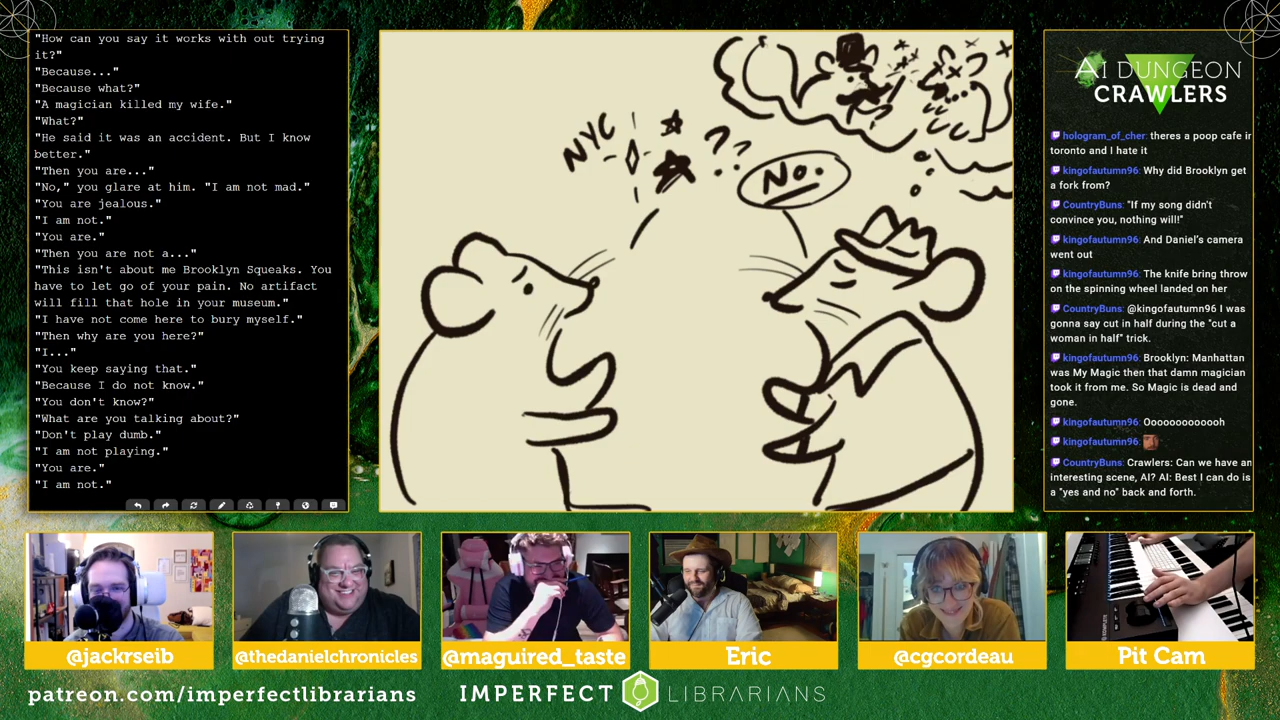 "How can you say it works with out trying
it?"
"Because..."
"Because what?"
"A magician killed my wife."
"What?"
"He said it was an accident. But I know
better."
"Then you are..."
"No," you glare at him. "I am not mad."
"You are jealous."
"I am not."
"You are."
"Then you are not a..."
"This isn't about me Brooklyn Squeaks. You
have to let go of your pain. No artifact
will fill that hole in your museum."
"I have not come here to bury myself."
"Then why are you here?"
"I..."
"You keep saying that."
"Because I do not know."
"You don't know?"
"What are you talking about?"
"Don't play dumb."
"I am not playing."
"You are."
"I am not."
NYC
??
No.
AI DUNGEON
CRAWLERS
hologram_of_cher: theres a poop cafe in
toronto and I hate it
kingofautumn96: Why did Brooklyn get
a fork from?
CountryBuns: "If my song didn't
convince you, nothing will!"
kingofautumn96: And Daniel's camera
went out
kingofautumn96: The knife bring throw
on the spinning wheel landed on her
CountryBuns: @kingofautumn96 I was
gonna say cut in half during the "cut a
woman in half" trick.
kingofautumn96: Brooklyn: Manhattan
was My Magic then that damn magician
took it from me. So Magic is dead and
gone.
kingofautumn96: Ooooooooooooh
kingofautumn96:
CountryBuns: Crawlers: Can we have an
interesting scene, AI? AI: Best I can do is
a "yes and no" back and forth.
@jackrseib
@thedanielchronicles
@maguired_taste
Eric
@cgcordeau
Pit Cam
patreon.com/imperfectlibrarians
IMPERFECT LIBRARIANS